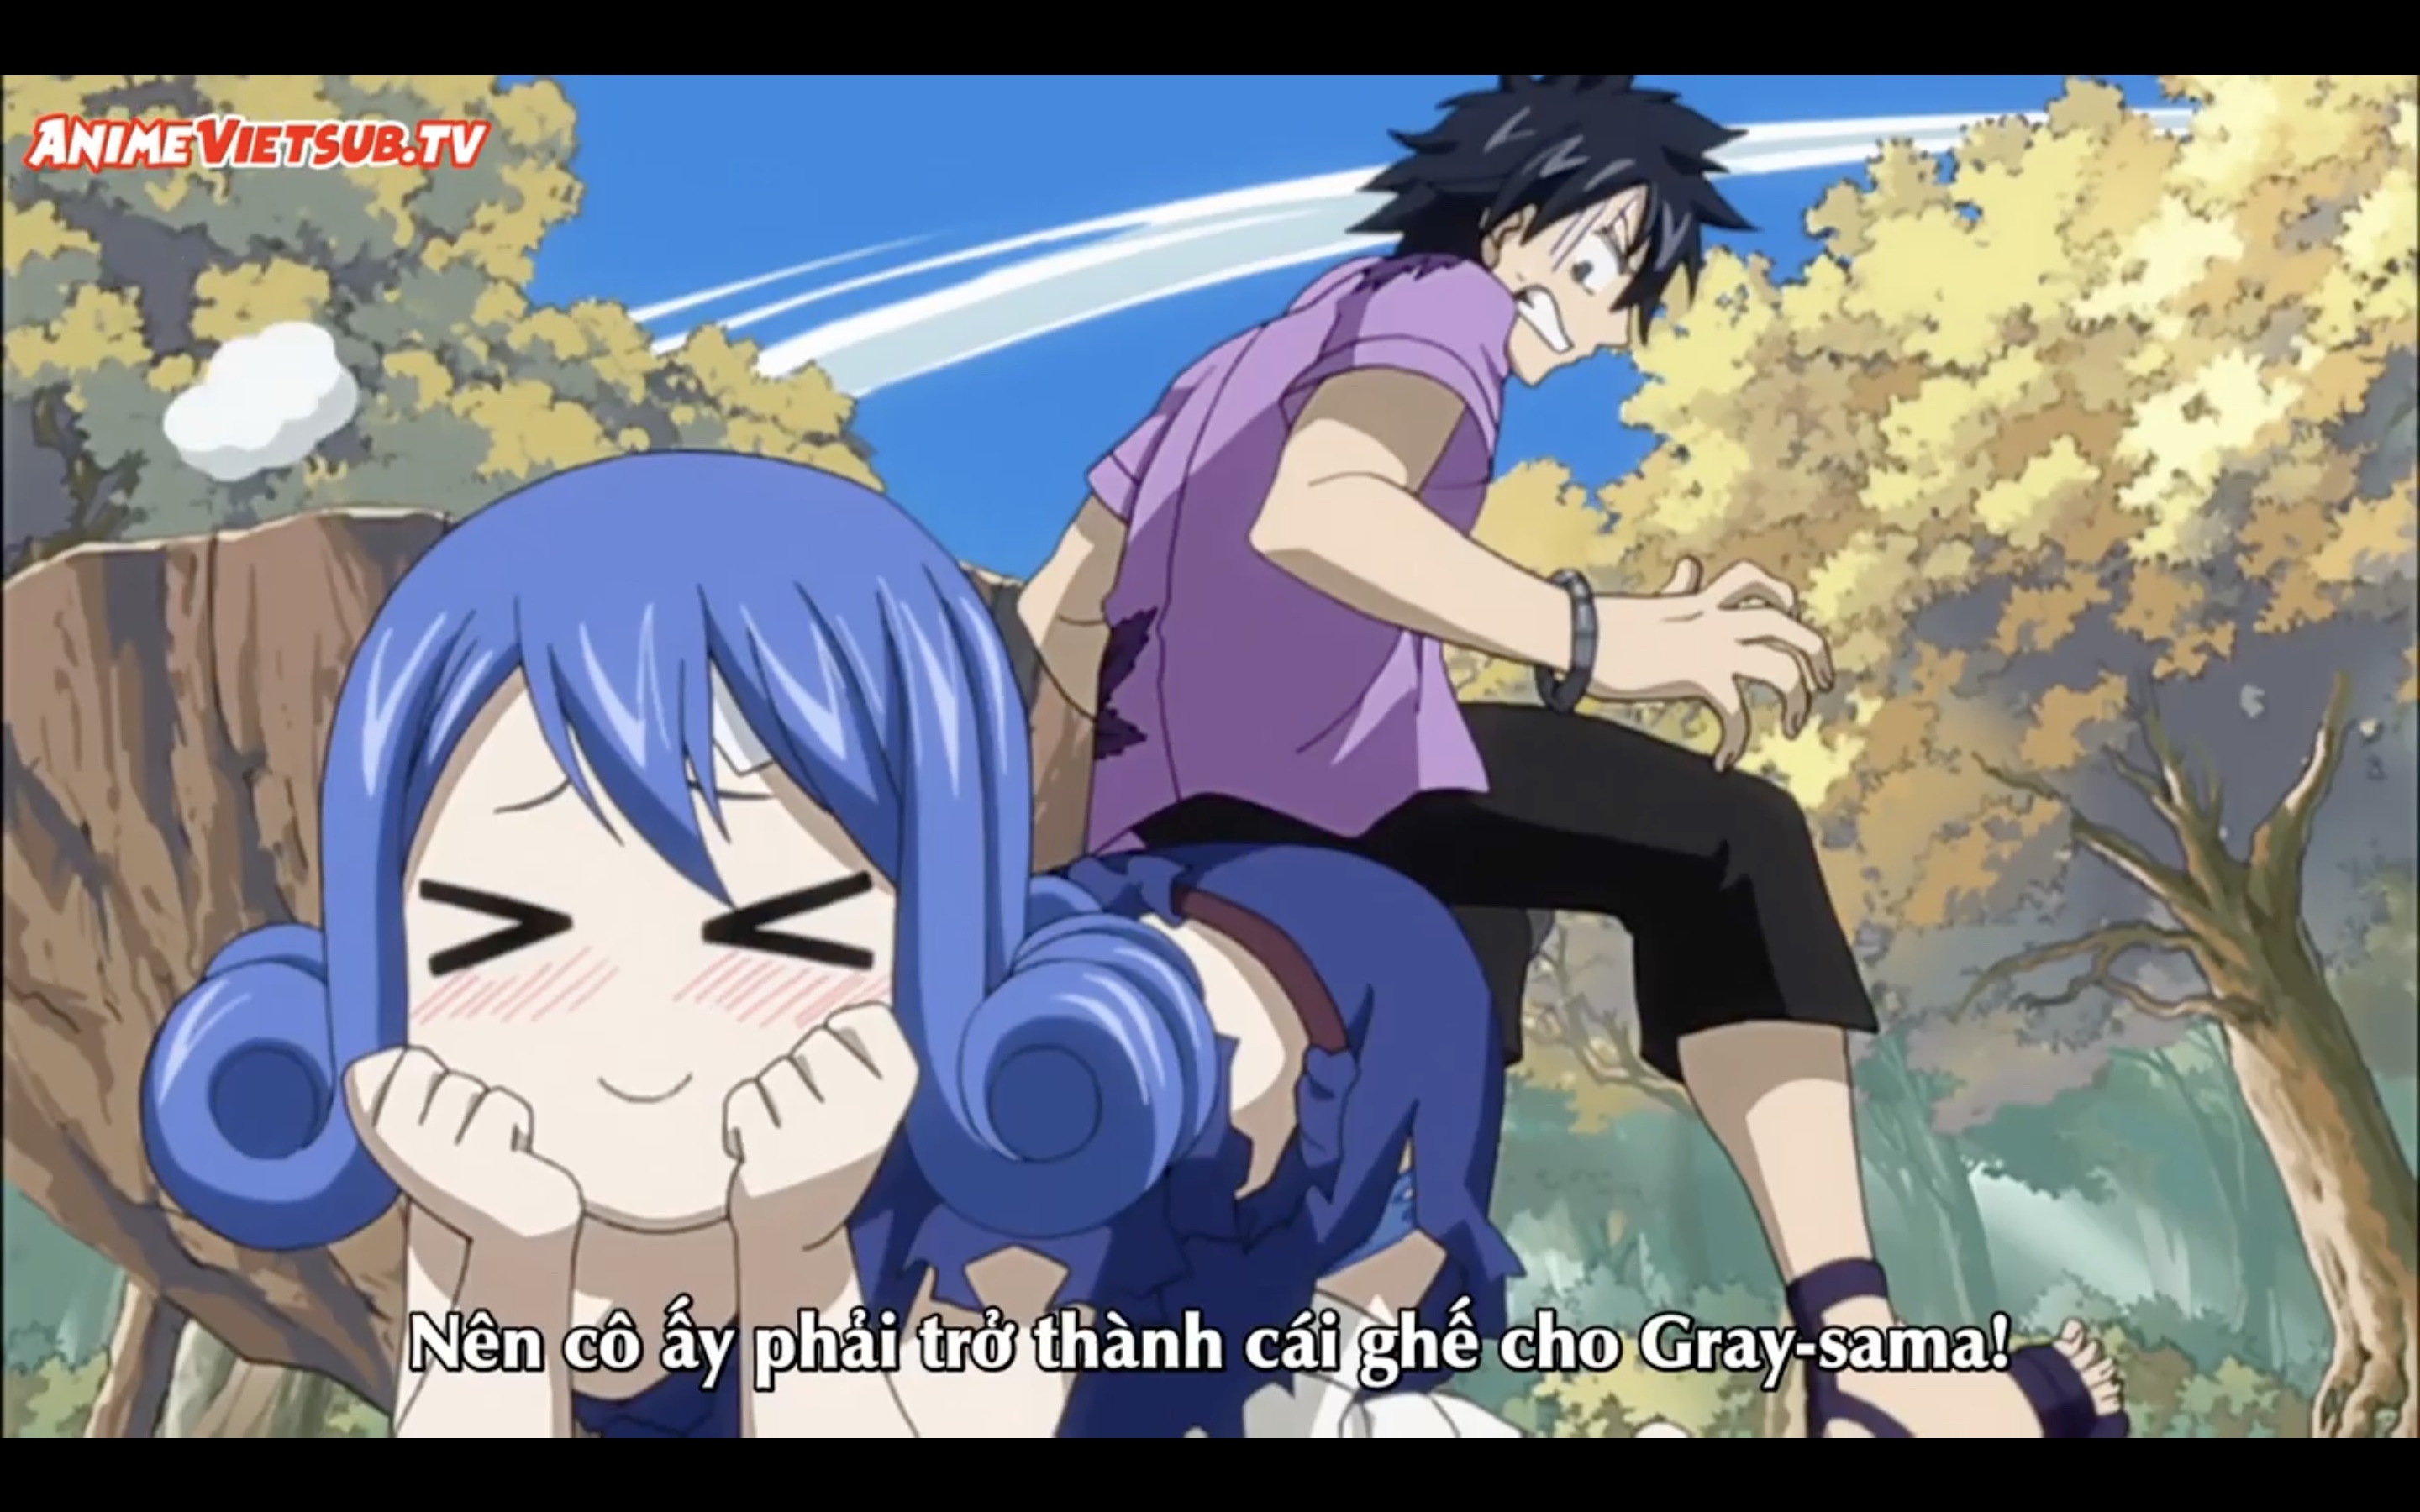 ANIMEVIETSUB.TV
Nên cô ấy phải trở thành cái ghế cho Gray-sama!